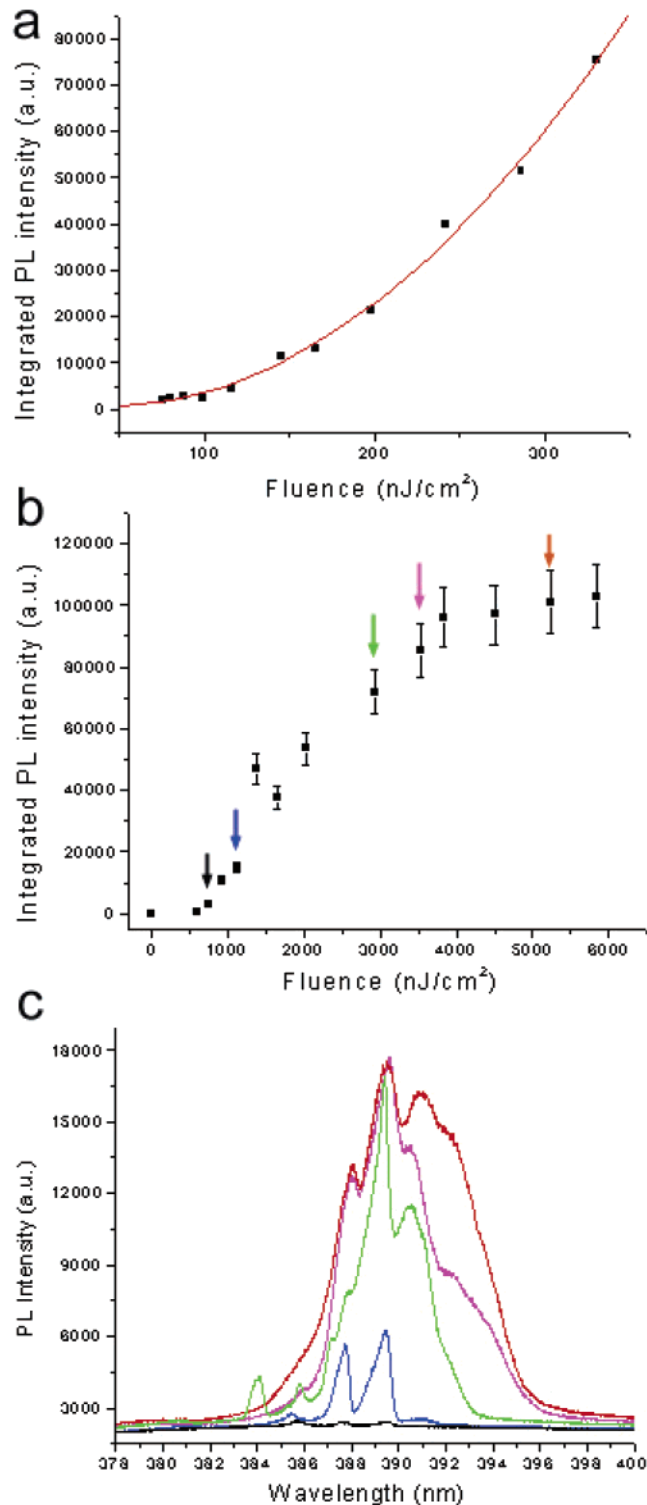 a
80000
70000
60000
50000
40000
30000
20000
10000
0
Integrated PL intensity (a.u.)
100 200 300
Fluence (nJ/cm²)
b
120000
100000
80000
60000
40000
20000
0
Integrated PL intensity (a.u.)
0 1000 2000 3000 4000 5000 6000
Fluence (nJ/cm²)
c
18000
15000
12000
9000
6000
3000
PL Intensity (a.u.)
378 380 382 384 386 388 390 392 394 396 398 400
Wavelength (nm)